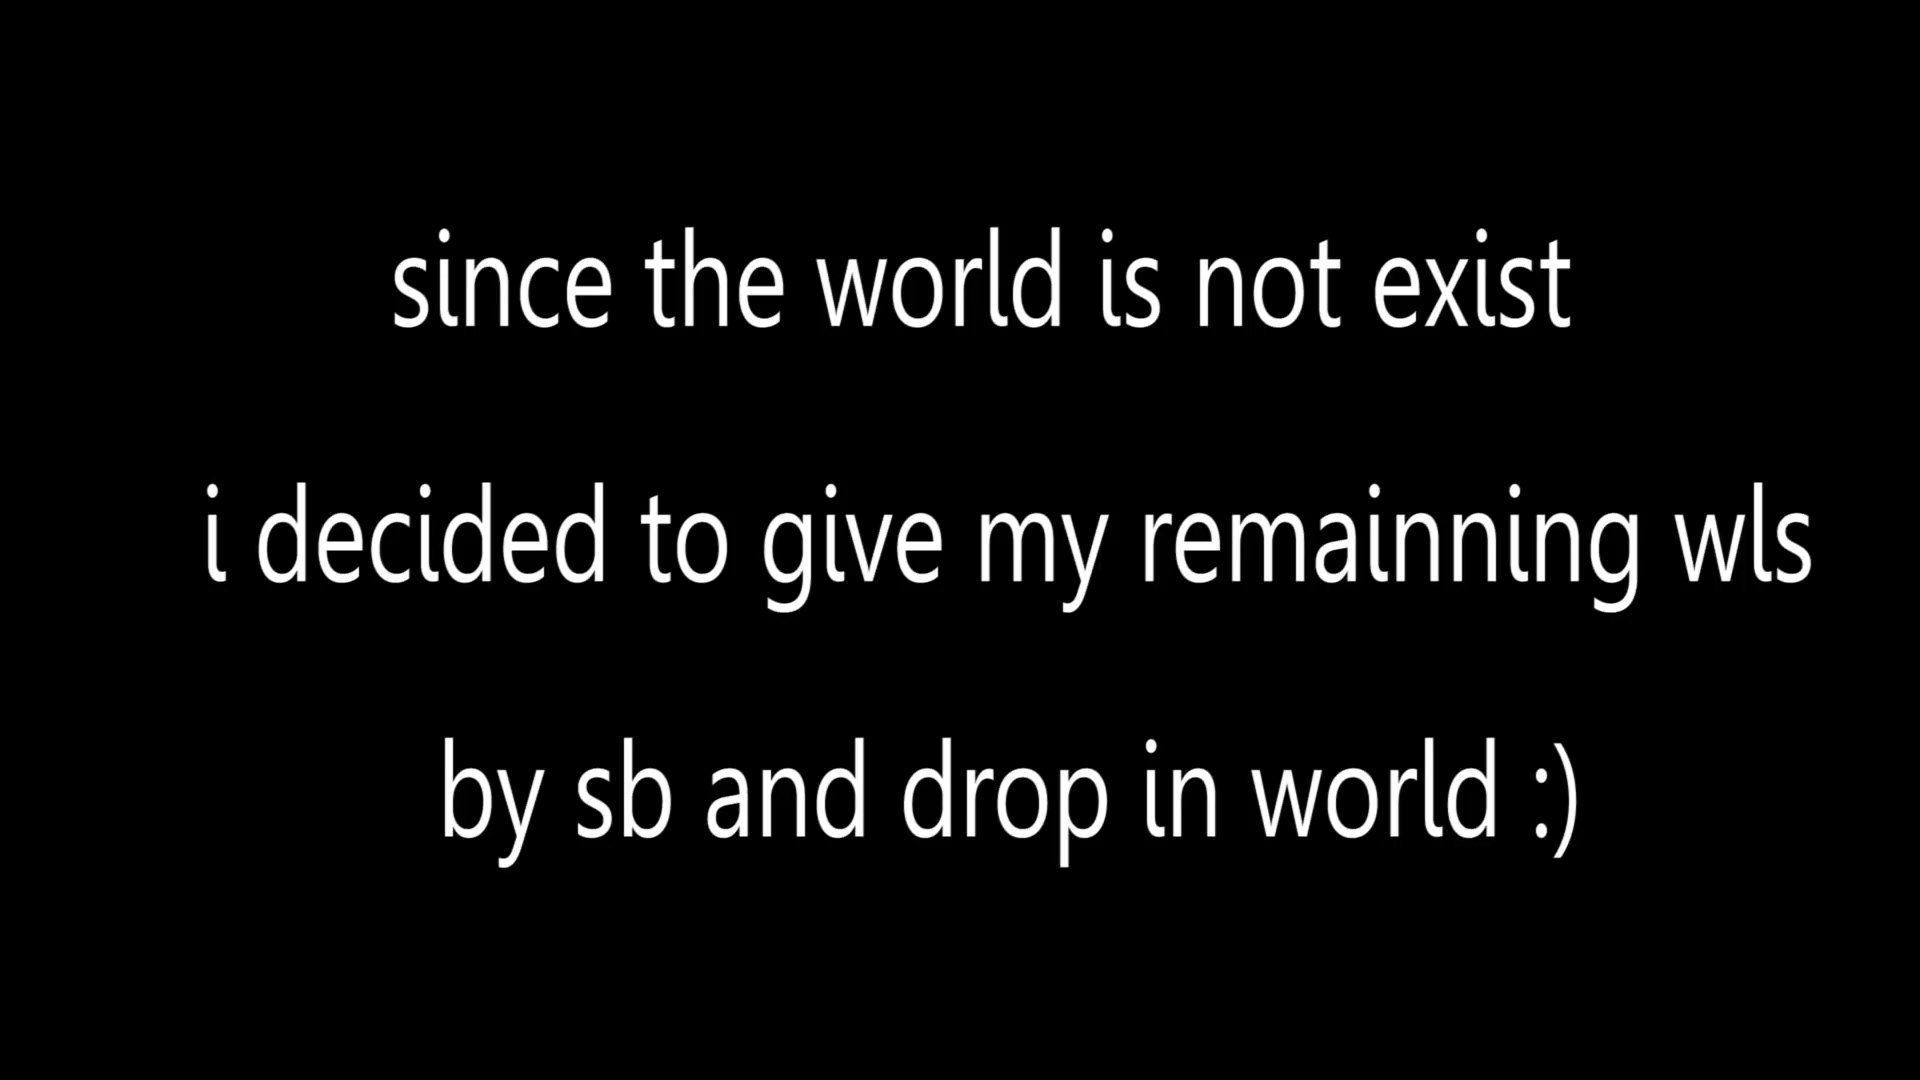 since the world is not exist
i decided to give my remainning wls
by sb and drop in world :)